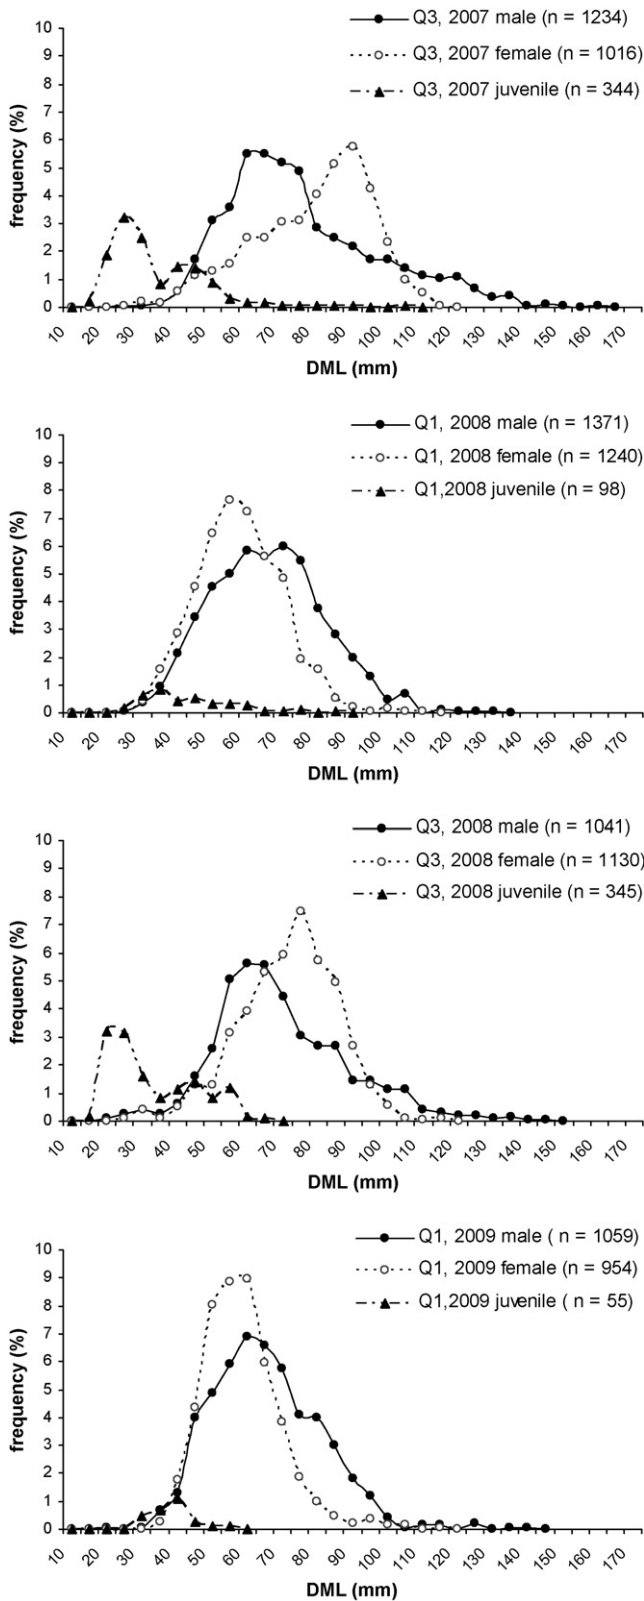 Q3, 2007 male (n = 1234)
Q3, 2007 female (n = 1016)
Q3, 2007 juvenile (n = 344)
frequency (%)
10
9
8
7
6
5
4
3
2
1
0
10 20 30 40 50 60 70 80 90 100 110 120 130 140 150 160 170
DML (mm)
Q1, 2008 male (n = 1371)
Q1, 2008 female (n = 1240)
Q1,2008 juvenile (n = 98)
frequency (%)
10
9
8
7
6
5
4
3
2
1
0
10 20 30 40 50 60 70 80 90 100 110 120 130 140 150 160 170
DML (mm)
Q3, 2008 male (n = 1041)
Q3, 2008 female (n = 1130)
Q3, 2008 juvenile (n = 345)
frequency (%)
10
9
8
7
6
5
4
3
2
1
0
10 20 30 40 50 60 70 80 90 100 110 120 130 140 150 160 170
DML (mm)
Q1, 2009 male ( n = 1059)
Q1, 2009 female (n = 954)
Q1,2009 juvenile ( n = 55)
frequency (%)
10
9
8
7
6
5
4
3
2
1
0
10 20 30 40 50 60 70 80 90 100 110 120 130 140 150 160 170
DML (mm)